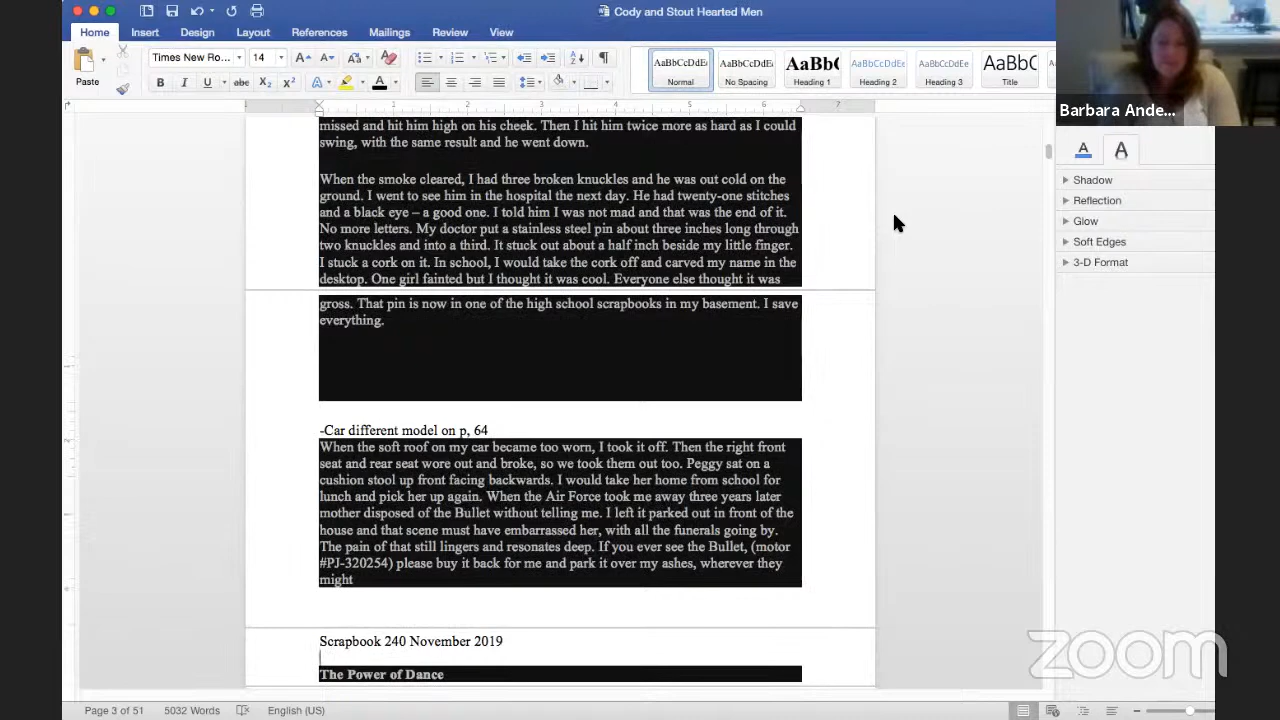 Cody and Stout Hearted Men
Home Insert Design Layout References Mailings Review View
Paste
Times New Ro... 14
AaBbCcDdEe AaBbCcDdEe AaBbC AaBbCcDdEe AaBbCcDdEe AaBbC
Normal No Spacing Heading 1 Heading 2 Heading 3 Title
Barbara Ande...
1 1 2 3 4 5 6 7
missed and hit him high on his cheek. Then I hit him twice more as hard as I could
swing, with the same result and he went down.
When the smoke cleared, I had three broken knuckles and he was out cold on the
ground. I went to see him in the hospital the next day. He had twenty-one stitches
and a black eye – a good one. I told him I was not mad and that was the end of it.
No more letters. My doctor put a stainless steel pin about three inches long through
two knuckles and into a third. It stuck out about a half inch beside my little finger.
I stuck a cork on it. In school, I would take the cork off and carved my name in the
desktop. One girl fainted but I thought it was cool. Everyone else thought it was
gross. That pin is now in one of the high school scrapbooks in my basement. I save
everything.
-Car different model on p, 64
When the soft roof on my car became too worn, I took it off. Then the right front
seat and rear seat wore out and broke, so we took them out too. Peggy sat on a
cushion stool up front facing backwards. I would take her home from school for
lunch and pick her up again. When the Air Force took me away three years later
mother disposed of the Bullet without telling me. I left it parked out in front of the
house and that scene must have embarrassed her, with all the funerals going by.
The pain of that still lingers and resonates deep. If you ever see the Bullet, (motor
#PJ-320254) please buy it back for me and park it over my ashes, wherever they
might
Scrapbook 240 November 2019
The Power of Dance
Shadow
Reflection
Glow
Soft Edges
3-D Format
zoom
Page 3 of 51 5032 Words English (US)